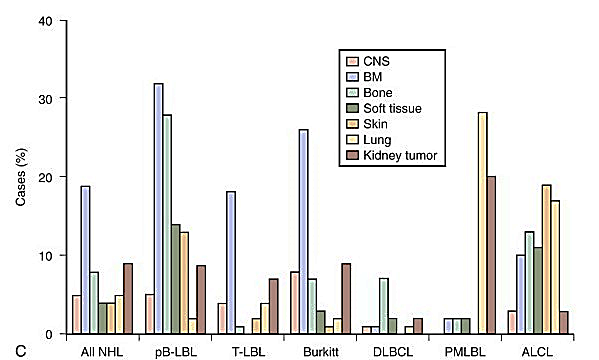 40
30
20
10
0
Cases (%)
CNS
BM
Bone
Soft tissue
Skin
Lung
Kidney tumor
C
All NHL pB-LBL T-LBL Burkitt DLBCL PMLBL ALCL